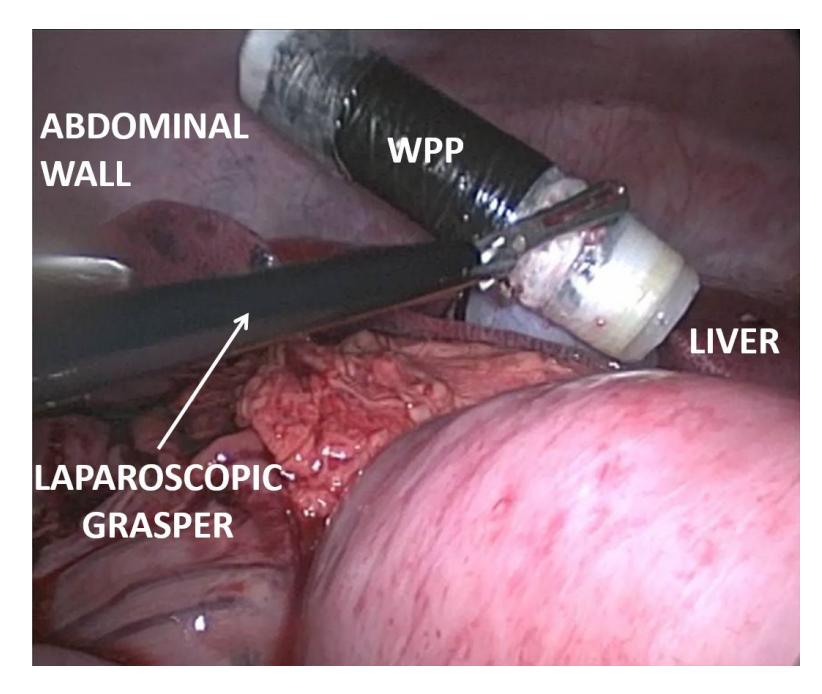 ABDOMINAL
WALL
WPP
LIVER
LAPAROSCOPIC
GRASPER